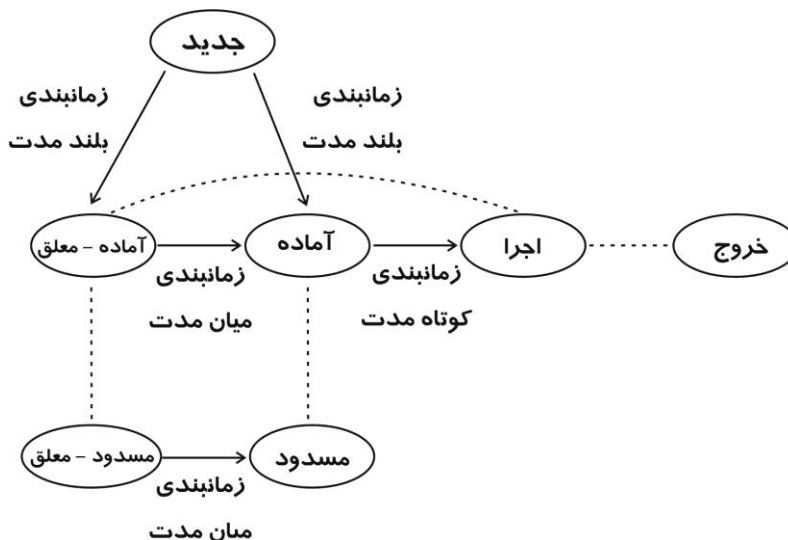 جدید
زمانبندی
بلند مدت
زمانبندی
بلند مدت
خروج
اجرا
آماده
آماده – معلق
زمانبندی
کوتاه مدت
زمانبندی
میان مدت
مسدود
مسدود – معلق
زمانبندی
میان مدت